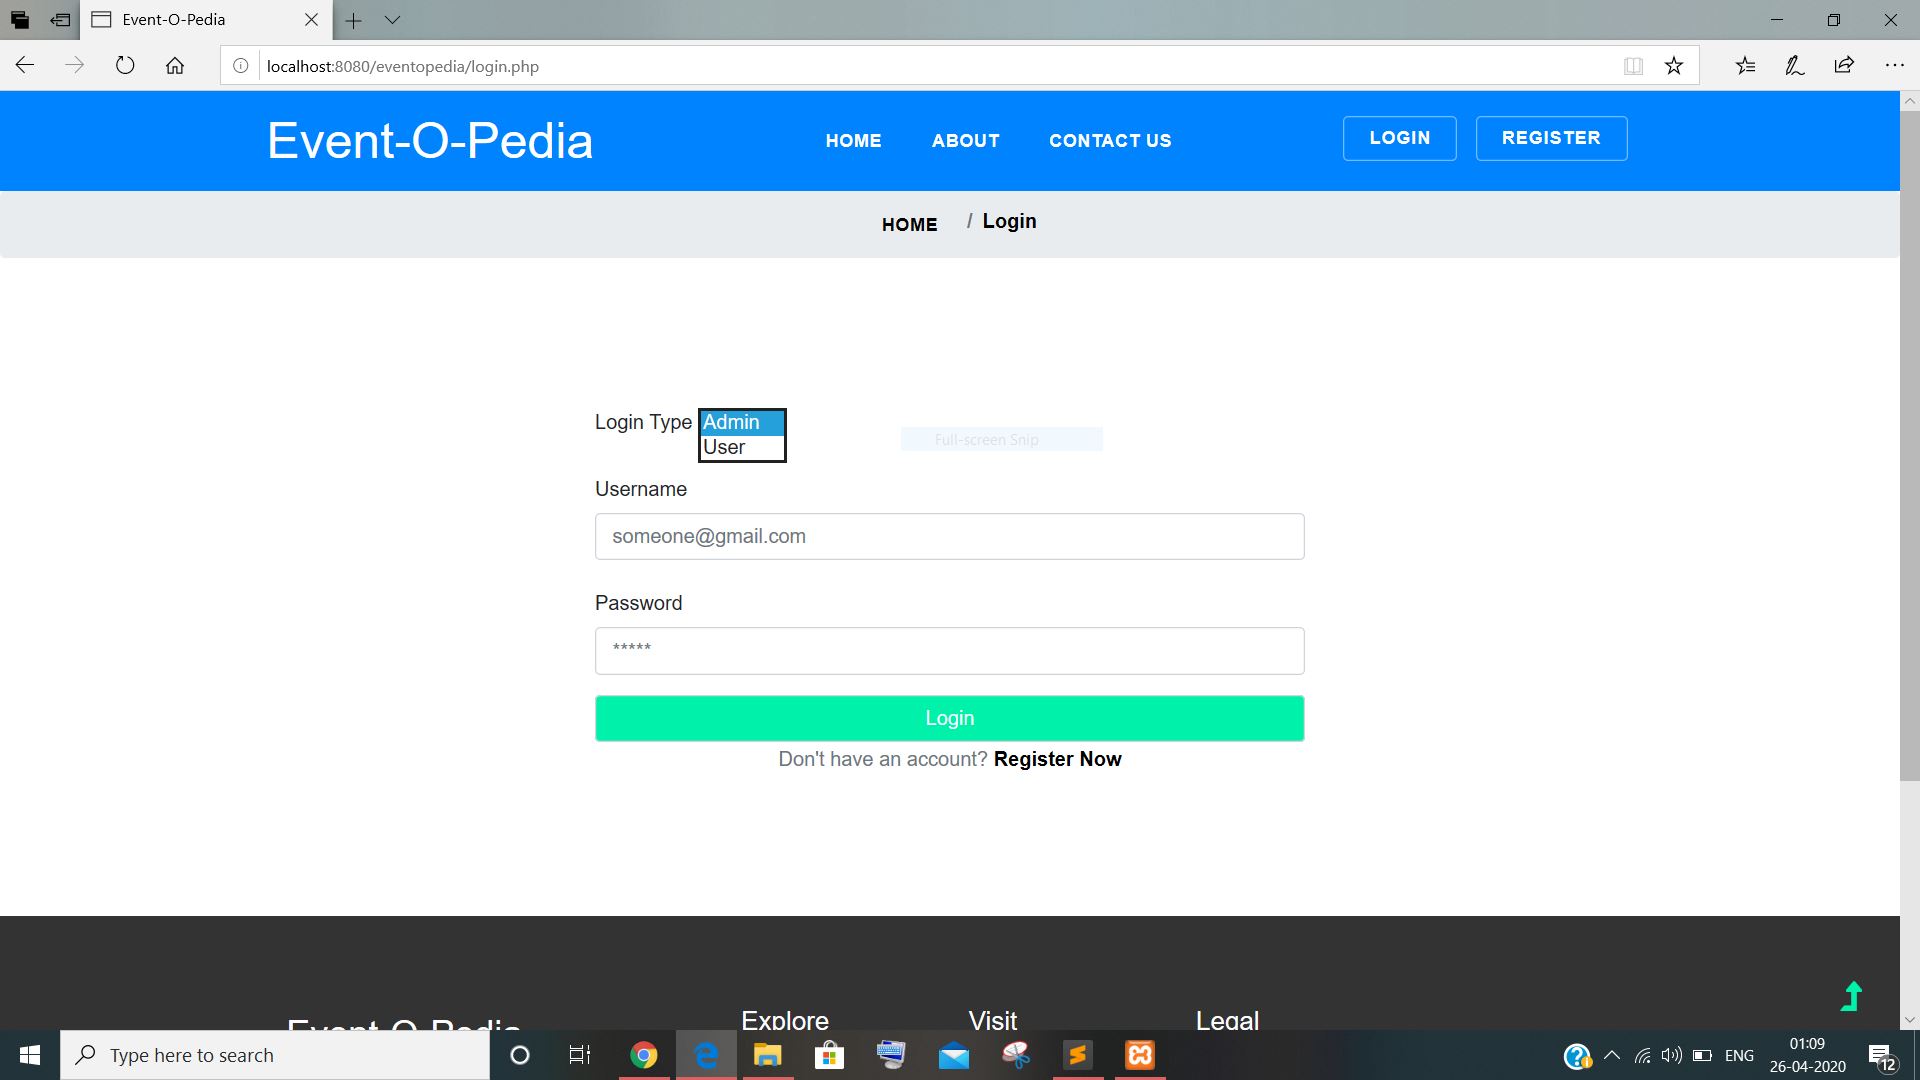 Event-O-Pedia
localhost:8080/eventopedia/login.php
Event-O-Pedia
HOME
ABOUT
CONTACT US
LOGIN
REGISTER
HOME / Login
Login Type Admin
User
Full-screen Snip
Username
someone@gmail.com
Password
*****
Login
Don't have an account? Register Now
Event-O-Pedia
Explore
Visit
Legal
Type here to search
ENG
01:09
26-04-2020
12